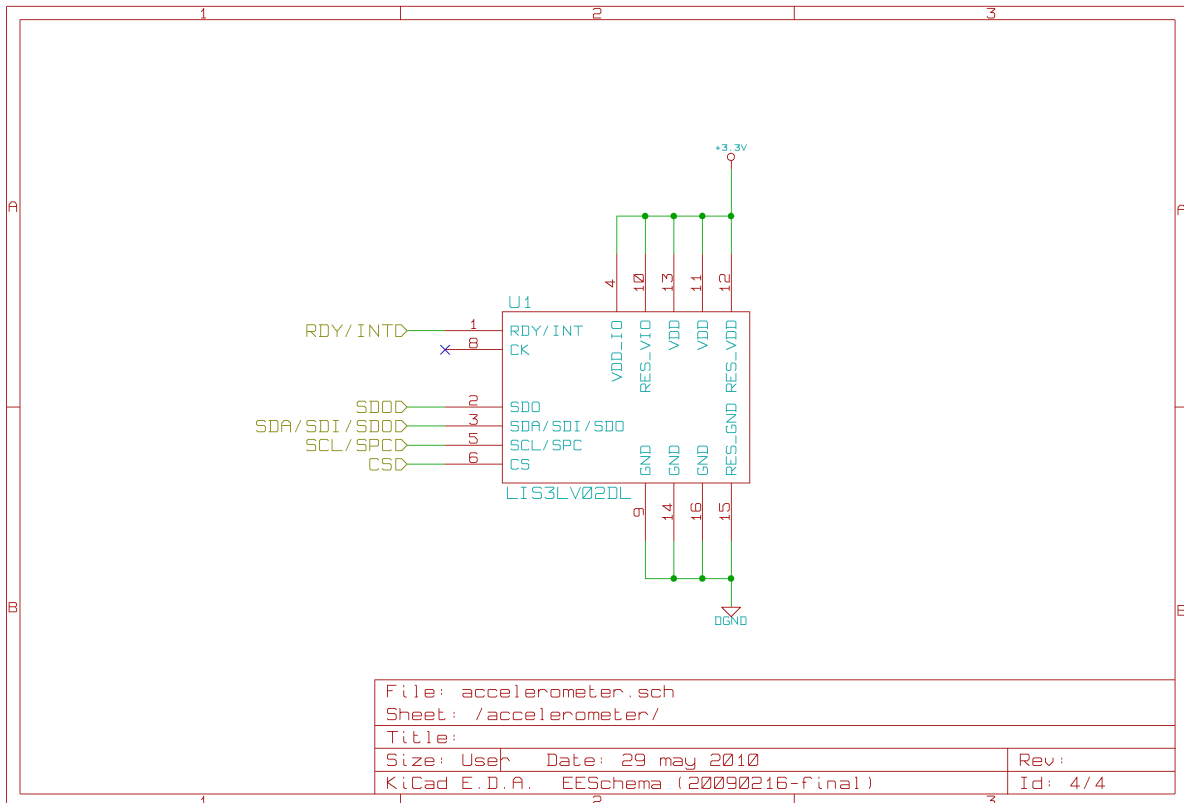 1 2 3
+3.3V
A A
4 10 13 11 12
U1
RDY/INT 1 RDY/INT
8 CK
VDD_IO RES_VIO VDD VDD RES_VDD
SDO 2 SDO
SDA/SDI/SDO 3 SDA/SDI/SDO
SCL/SPC 5 SCL/SPC
CS 6 CS
GND GND GND RES_GND
LIS3LV02DL
9 14 16 15
B B
DGND
File: accelerometer.sch
Sheet: /accelerometer/
Title:
Size: User Date: 29 may 2010 Rev:
KiCad E.D.A. EESchema (20090216-final) Id: 4/4
1 2 3